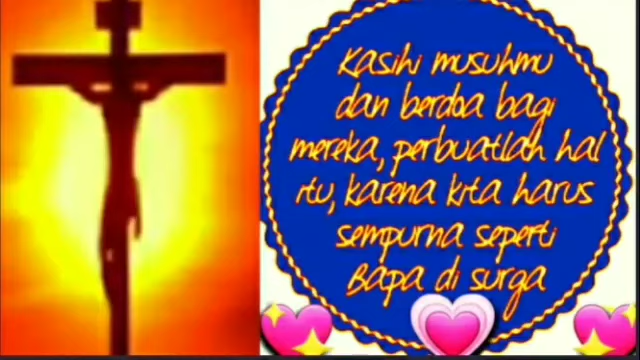 Kasihi musuhmu
dan berdoa bagi
mereka, perbuatlah hal
itu, karena kita harus
sempurna seperti
Bapa di surga